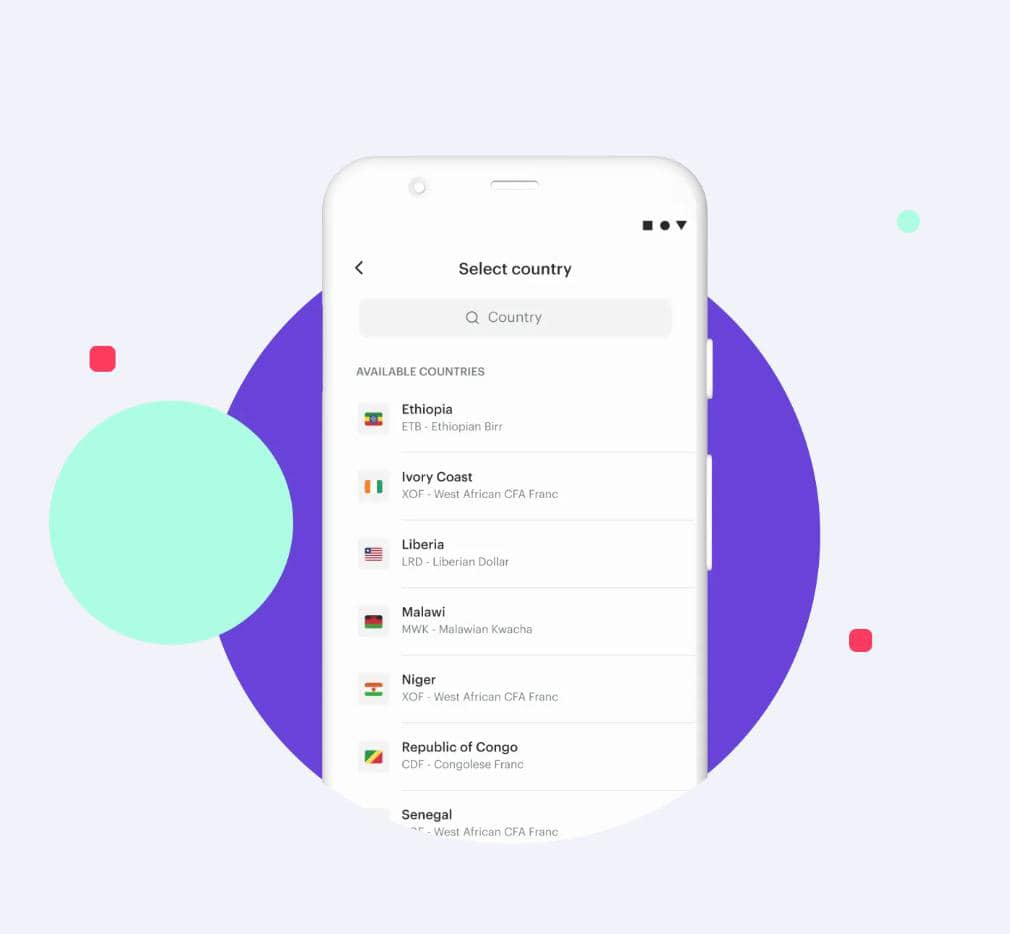 Select country
Country
AVAILABLE COUNTRIES
Ethiopia
ETB - Ethiopian Birr
Ivory Coast
XOF - West African CFA Franc
Liberia
LRD - Liberian Dollar
Malawi
MWK - Malawian Kwacha
Niger
XOF - West African CFA Franc
Republic of Congo
CDF - Congolese Franc
Senegal
- West African CFA Franc